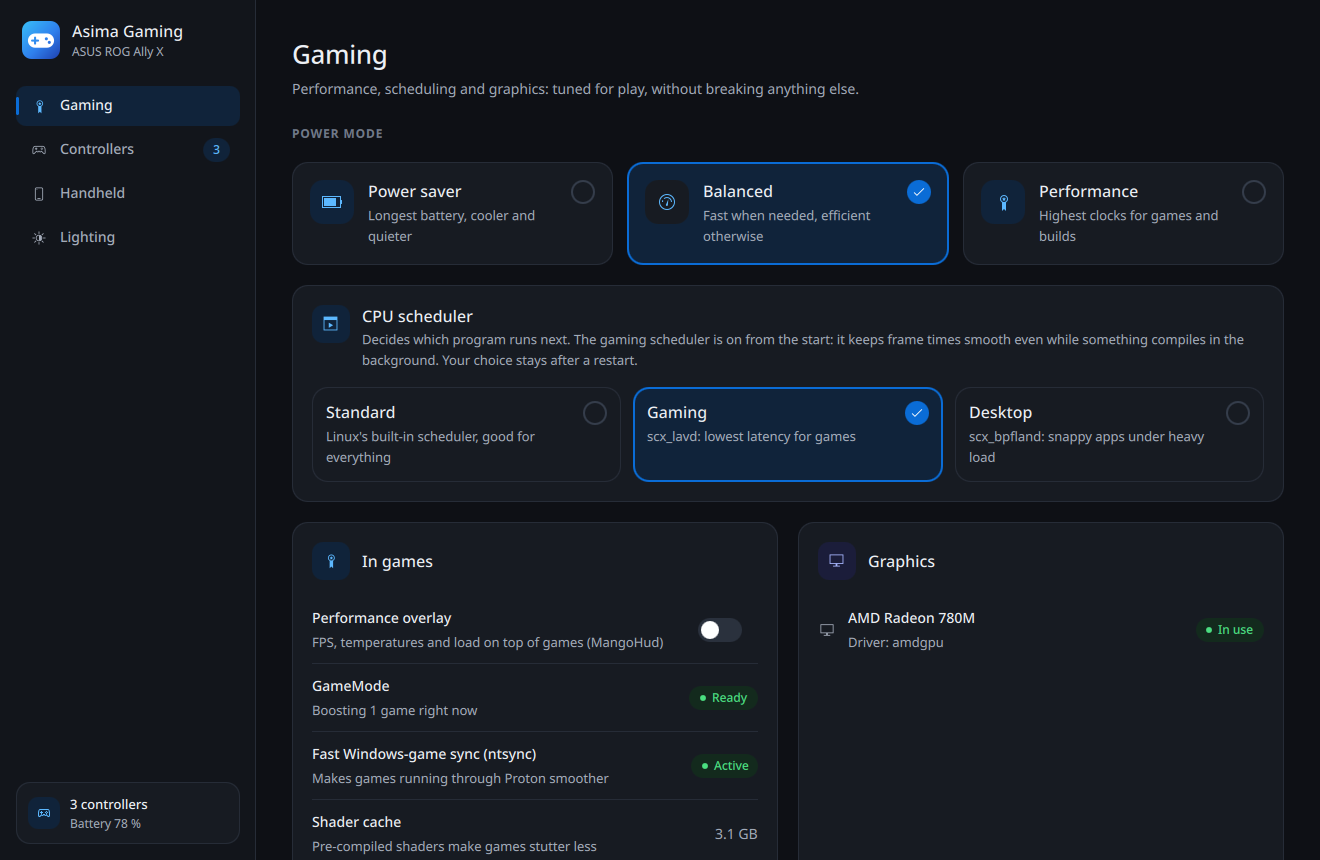 Asima Gaming
ASUS ROG Ally X
Gaming
Controllers
3
Handheld
Lighting
3 controllers
Battery 78 %
Gaming
Performance, scheduling and graphics: tuned for play, without breaking anything else.
POWER MODE
Power saver
Longest battery, cooler and
quieter
Balanced
Fast when needed, efficient
otherwise
Performance
Highest clocks for games and
builds
CPU scheduler
Decides which program runs next. The gaming scheduler is on from the start: it keeps frame times smooth even while something compiles in the
background. Your choice stays after a restart.
Standard
Linux's built-in scheduler, good for
everything
Gaming
scx_lavd: lowest latency for games
Desktop
scx_bpfland: snappy apps under heavy
load
In games
Performance overlay
FPS, temperatures and load on top of games (MangoHud)
GameMode
Boosting 1 game right now
Ready
Fast Windows-game sync (ntsync)
Makes games running through Proton smoother
Active
Shader cache
Pre-compiled shaders make games stutter less
3.1 GB
Graphics
AMD Radeon 780M
Driver: amdgpu
In use